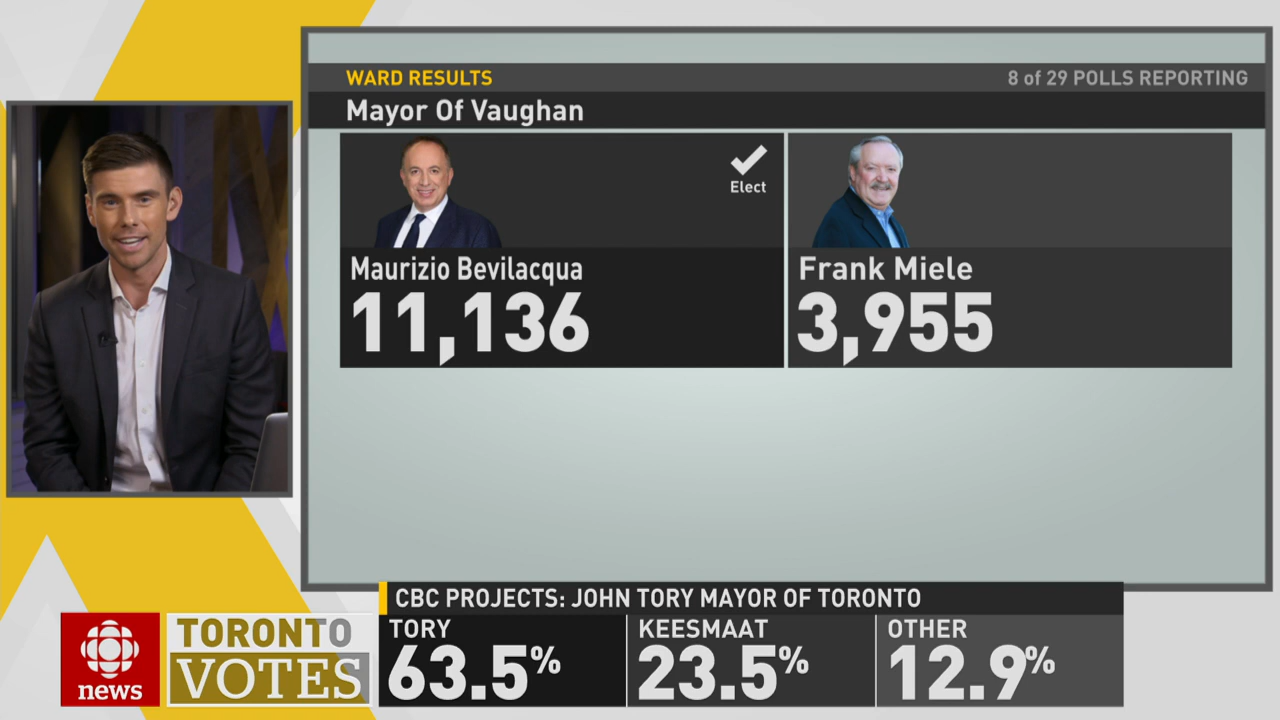 WARD RESULTS
8 of 29 POLLS REPORTING
Mayor Of Vaughan
Elect
Maurizio Bevilacqua
11,136
Frank Miele
3,955
CBC PROJECTS: JOHN TORY MAYOR OF TORONTO
TORY
63.5%
KEESMAAT
23.5%
OTHER
12.9%
news
TORONTO
VOTES